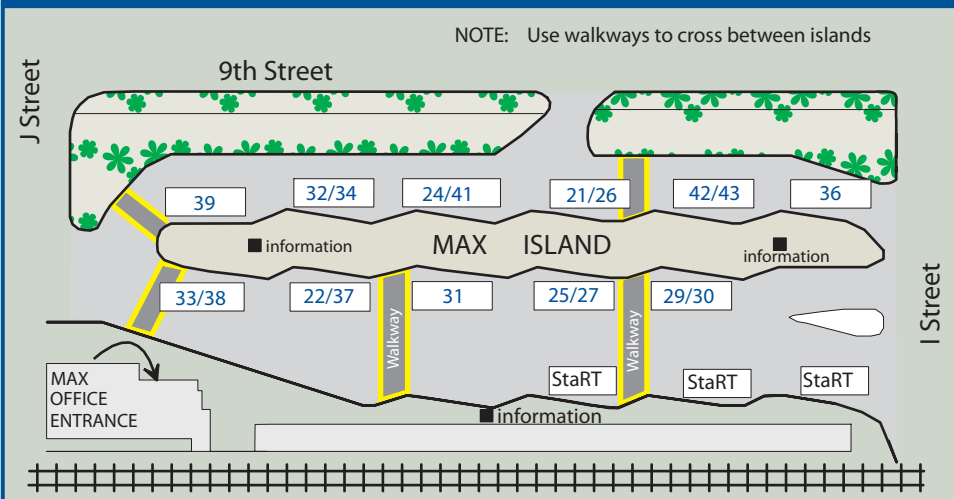 NOTE: Use walkways to cross between islands
9th Street
J Street
39
32/34
24/41
21/26
42/43
36
information
MAX ISLAND
information
33/38
22/37
31
25/27
29/30
I Street
Walkway
Walkway
StaRT
StaRT
StaRT
MAX
OFFICE
ENTRANCE
information